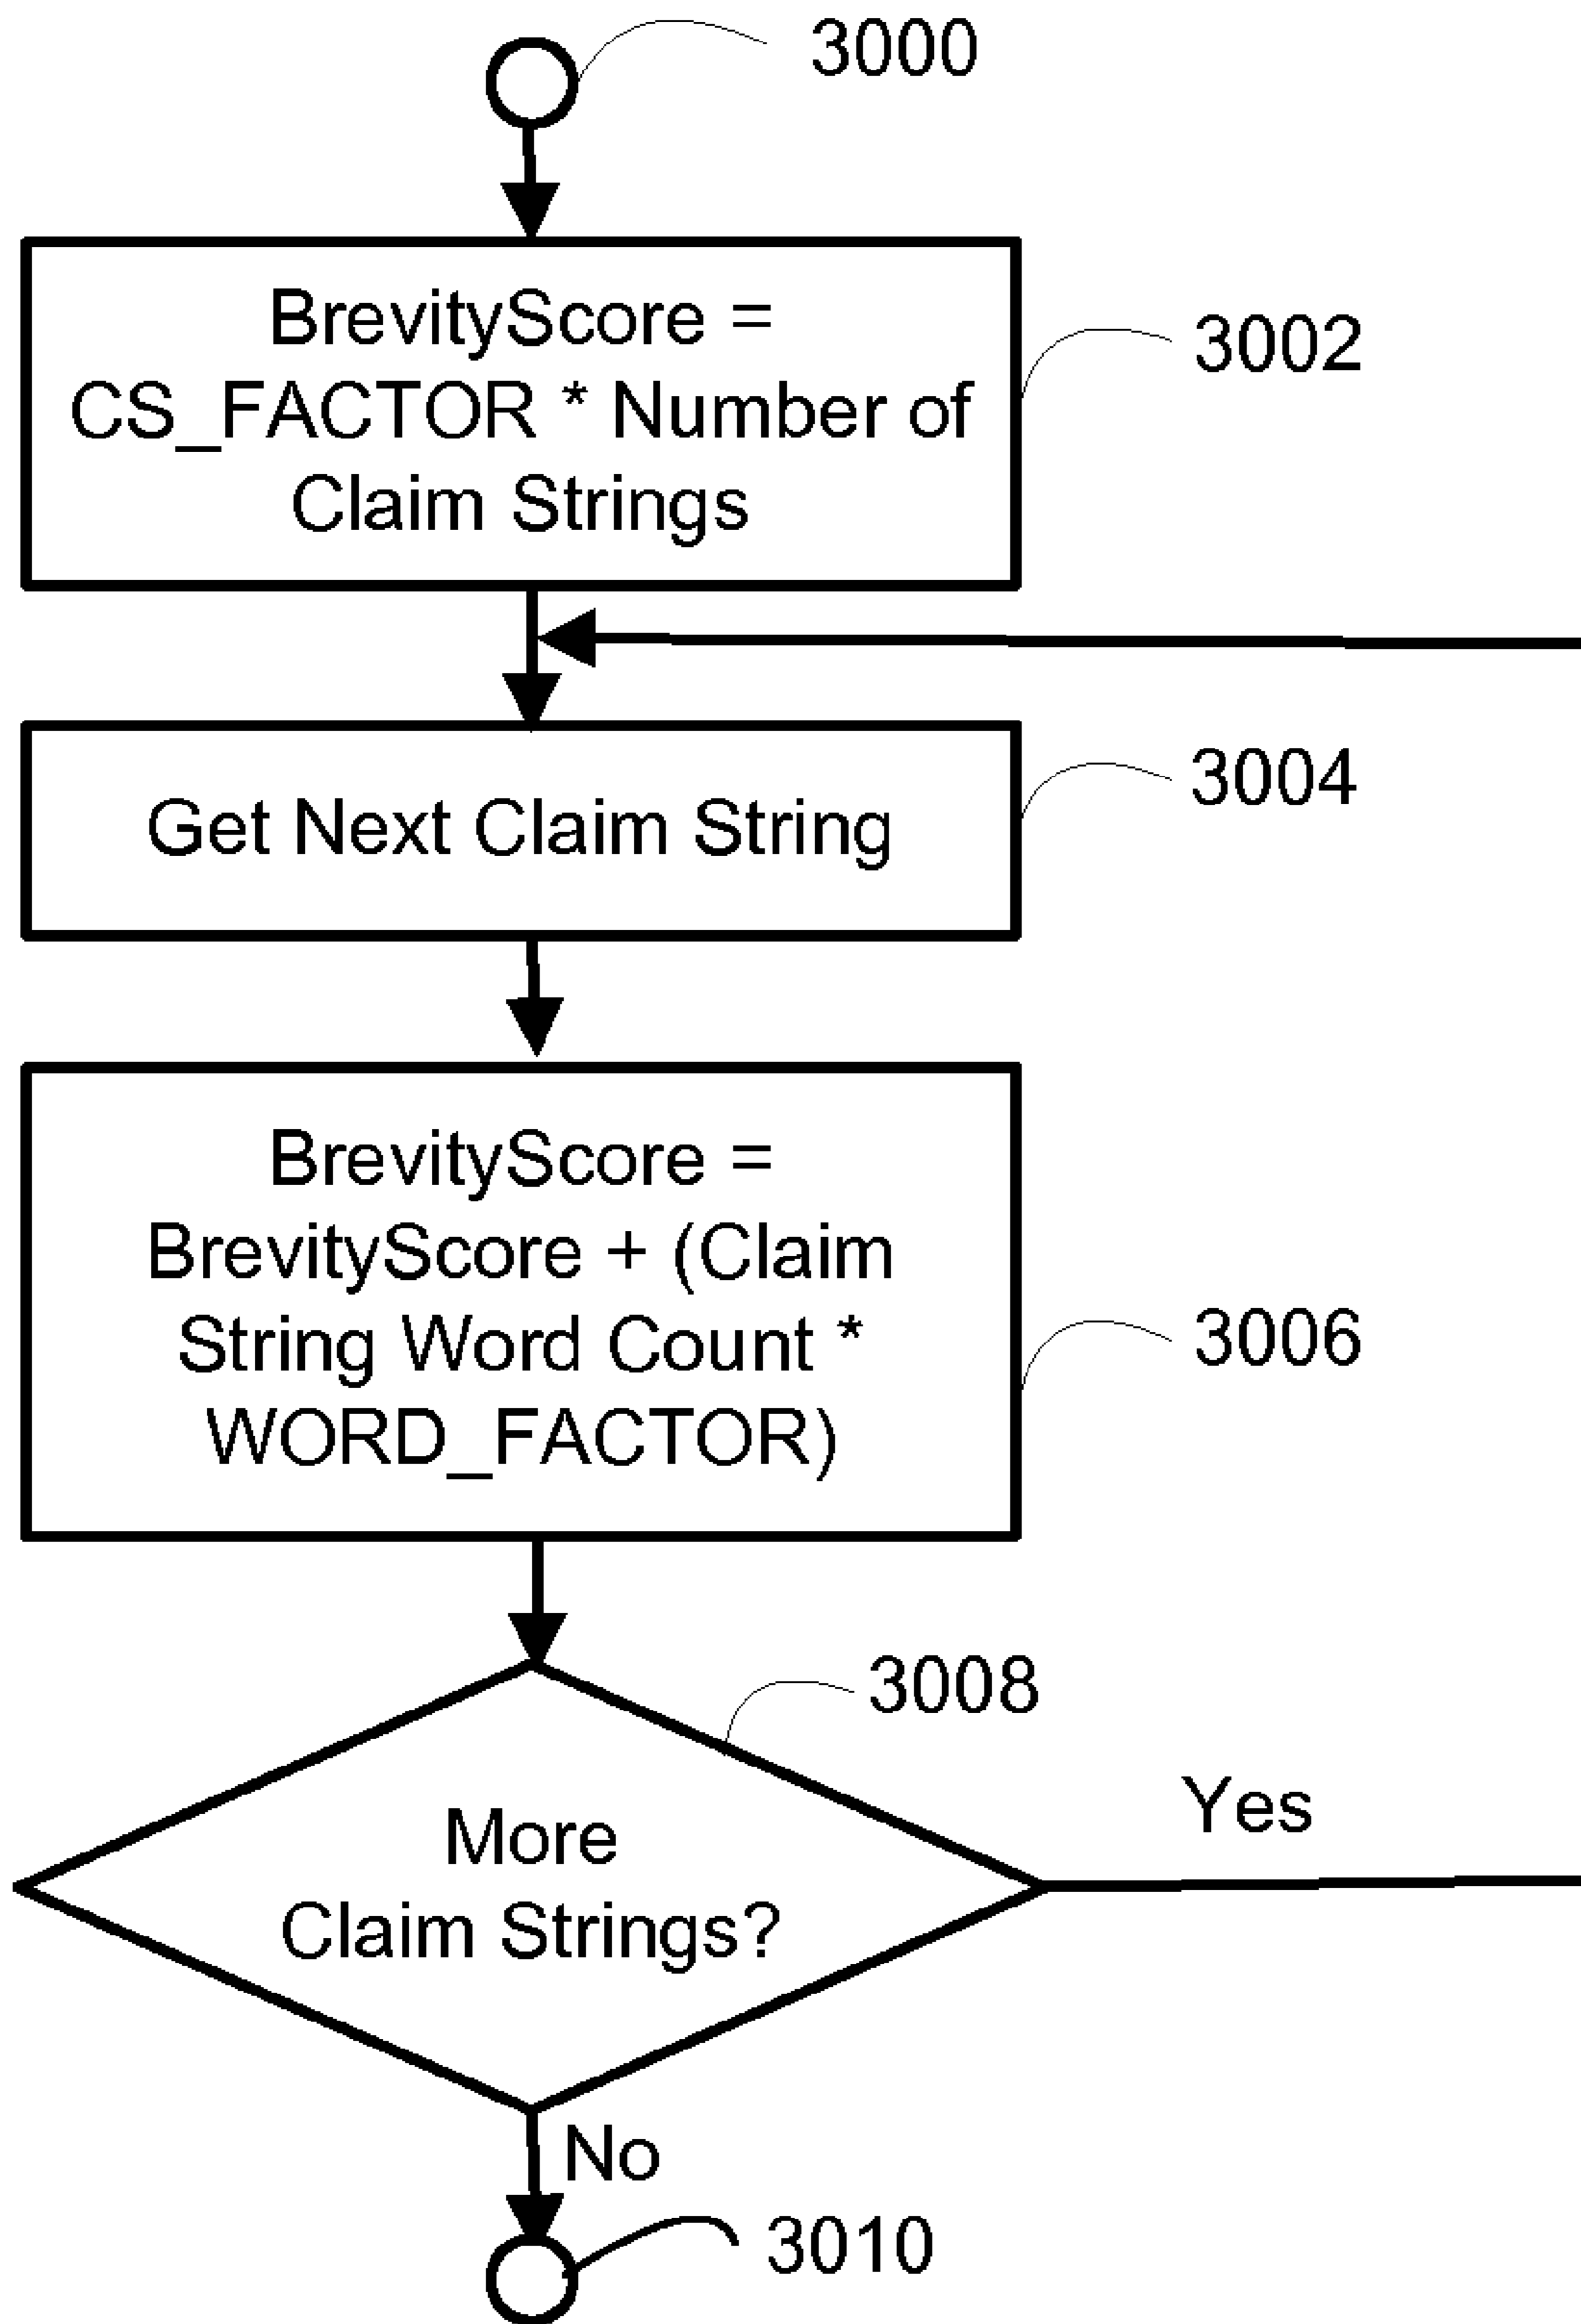 3000
BrevityScore =
CS_FACTOR * Number of
Claim Strings
3002
Get Next Claim String
3004
BrevityScore =
BrevityScore + (Claim
String Word Count *
WORD_FACTOR)
3006
3008
More
Claim Strings?
Yes
No
3010